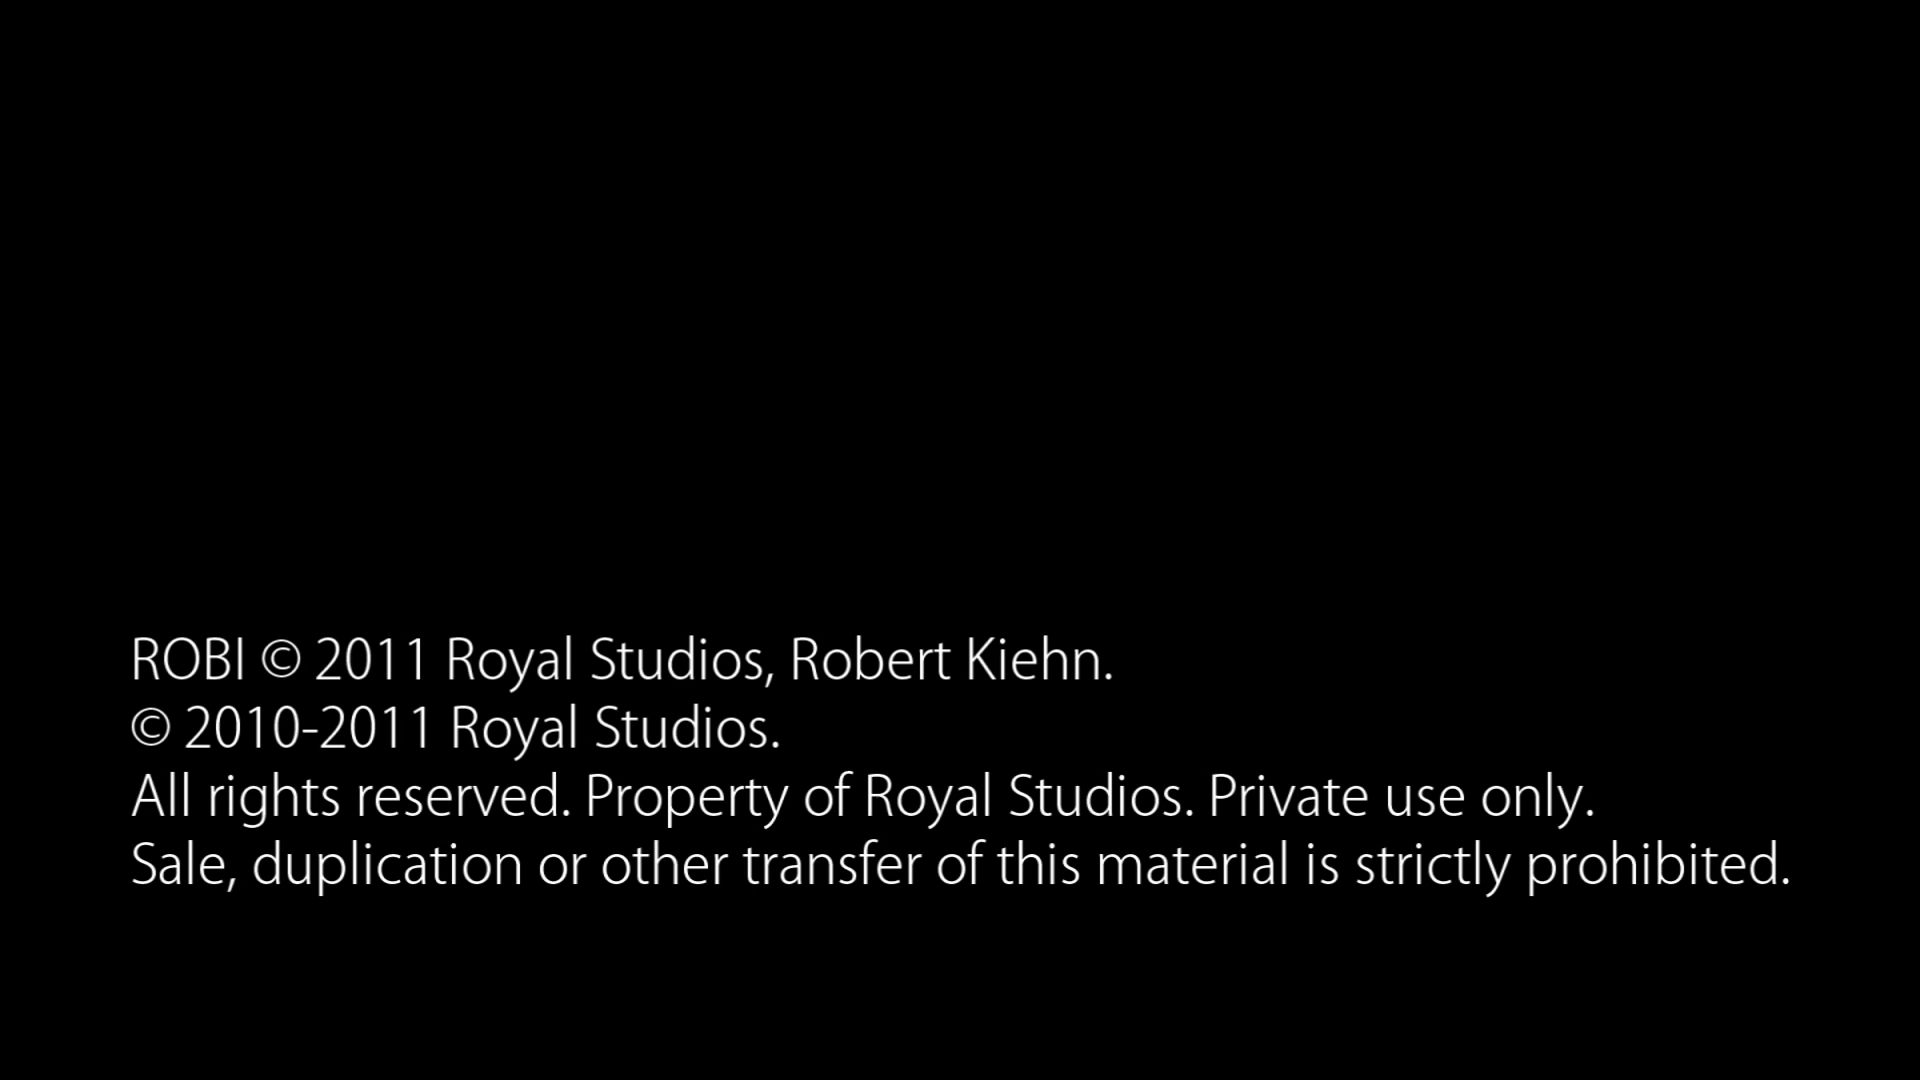 ROBI © 2011 Royal Studios, Robert Kiehn.
© 2010-2011 Royal Studios.
All rights reserved. Property of Royal Studios. Private use only.
Sale, duplication or other transfer of this material is strictly prohibited.